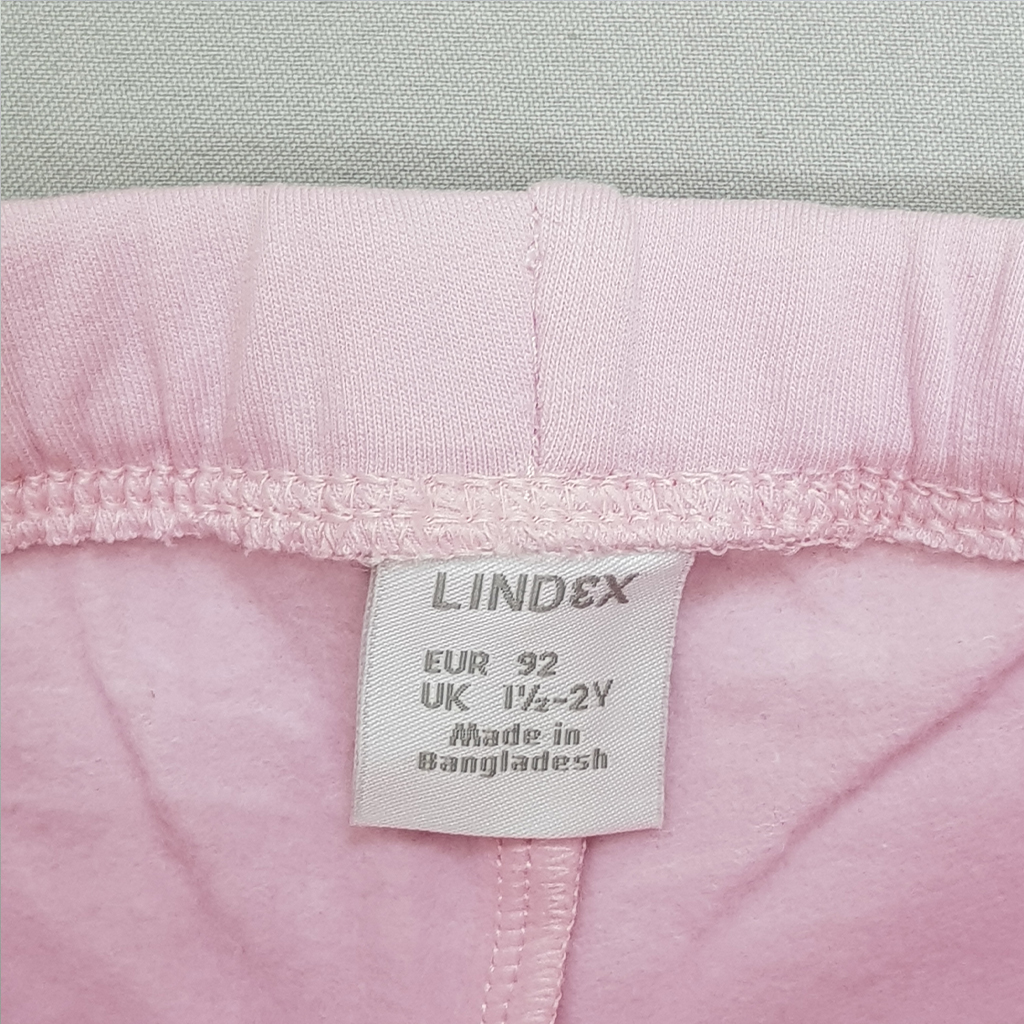 LINDEX
EUR 92
UK 1½-2Y
Made in
Bangladesh